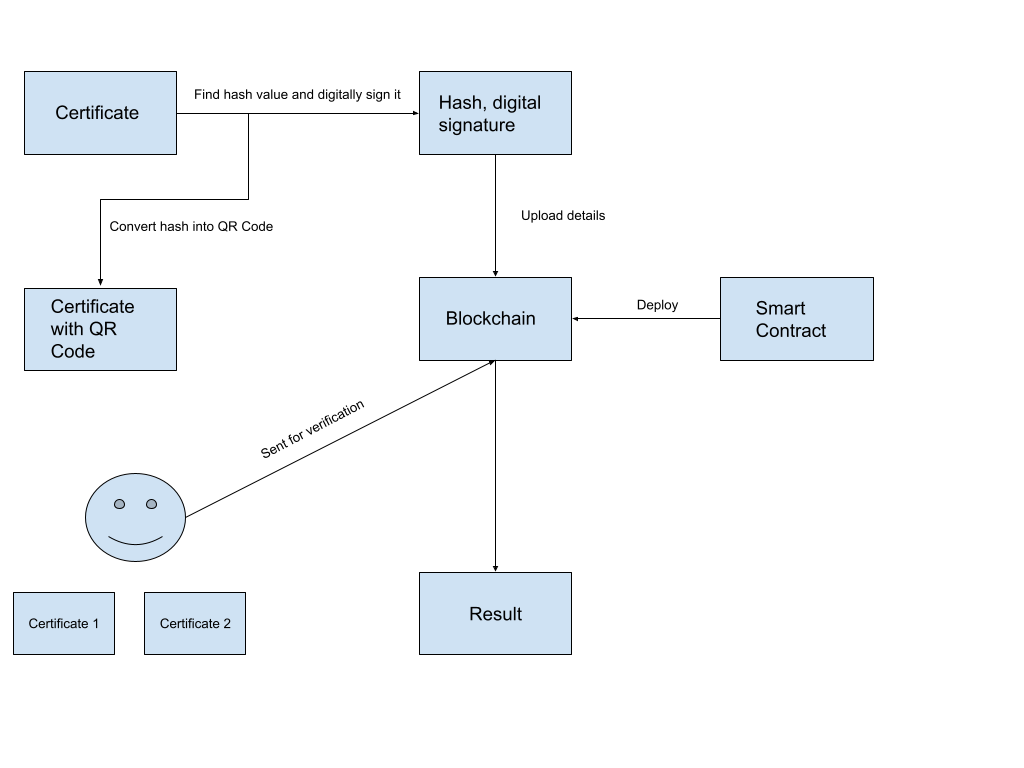 Certificate
Find hash value and digitally sign it
Hash, digital
signature
Convert hash into QR Code
Upload details
Certificate
with QR
Code
Blockchain
Deploy
Smart
Contract
Sent for verification
Certificate 1
Certificate 2
Result